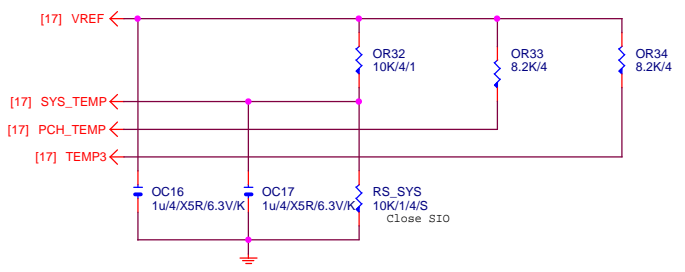 [17] VREF
OR32
10K/4/1
OR33
8.2K/4
OR34
8.2K/4
[17] SYS_TEMP
[17] PCH_TEMP
[17] TEMP3
OC16
1u/4/X5R/6.3V/K
OC17
1u/4/X5R/6.3V/K
RS_SYS
10K/1/4/S
Close SIO